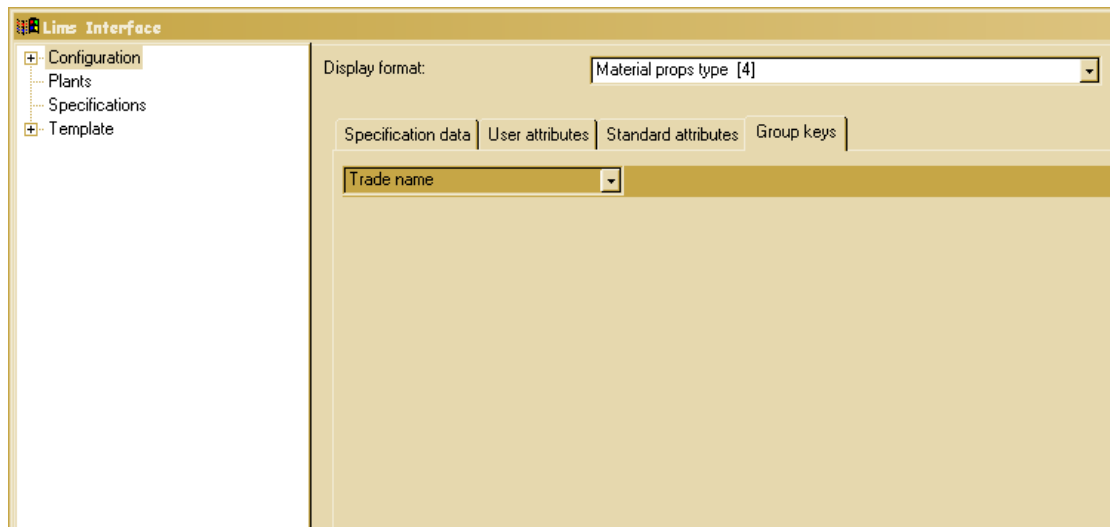 Lims Interface
Configuration
Plants
Specifications
Template
Display format:
Material props type [4]
Specification data
User attributes
Standard attributes
Group keys
Trade name